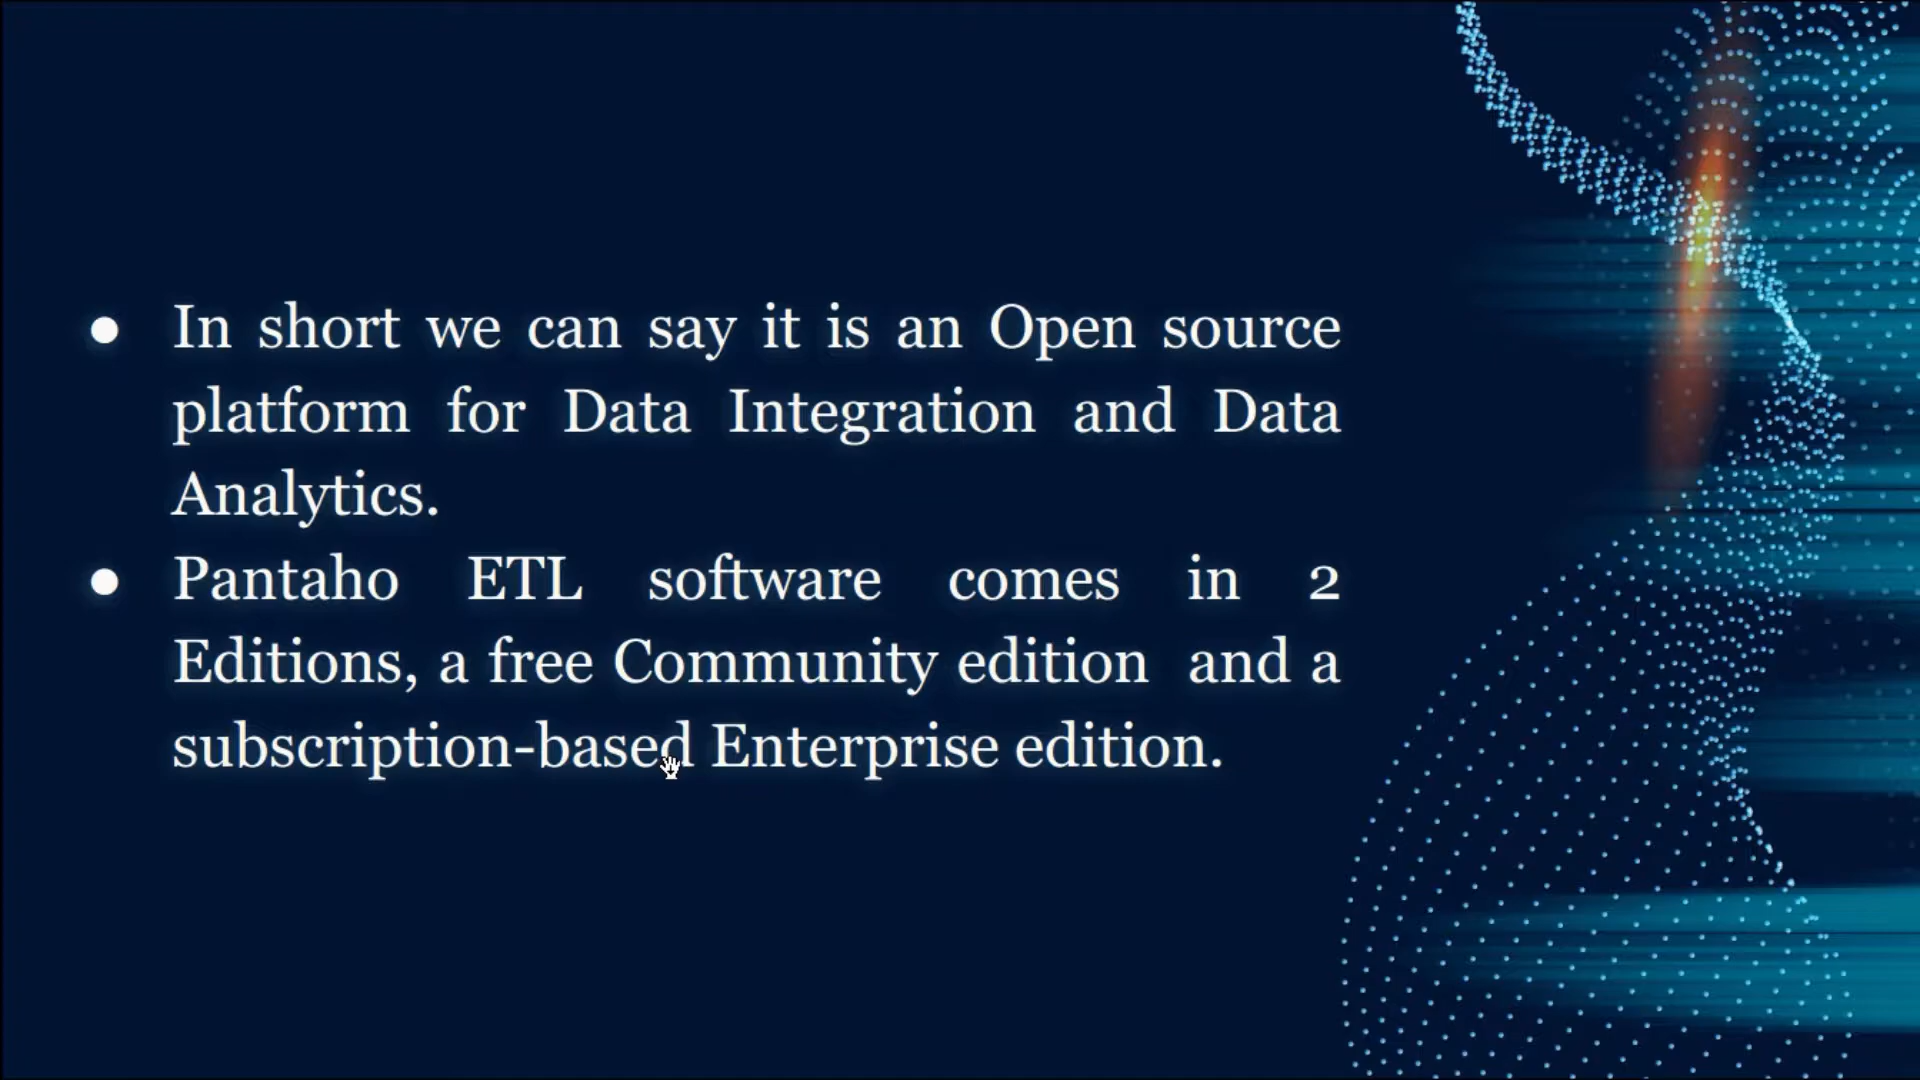 ● In short we can say it is an Open source
platform for Data Integration and Data
Analytics.
● Pantaho ETL software comes in 2
Editions, a free Community edition  and a
subscription-based Enterprise edition.